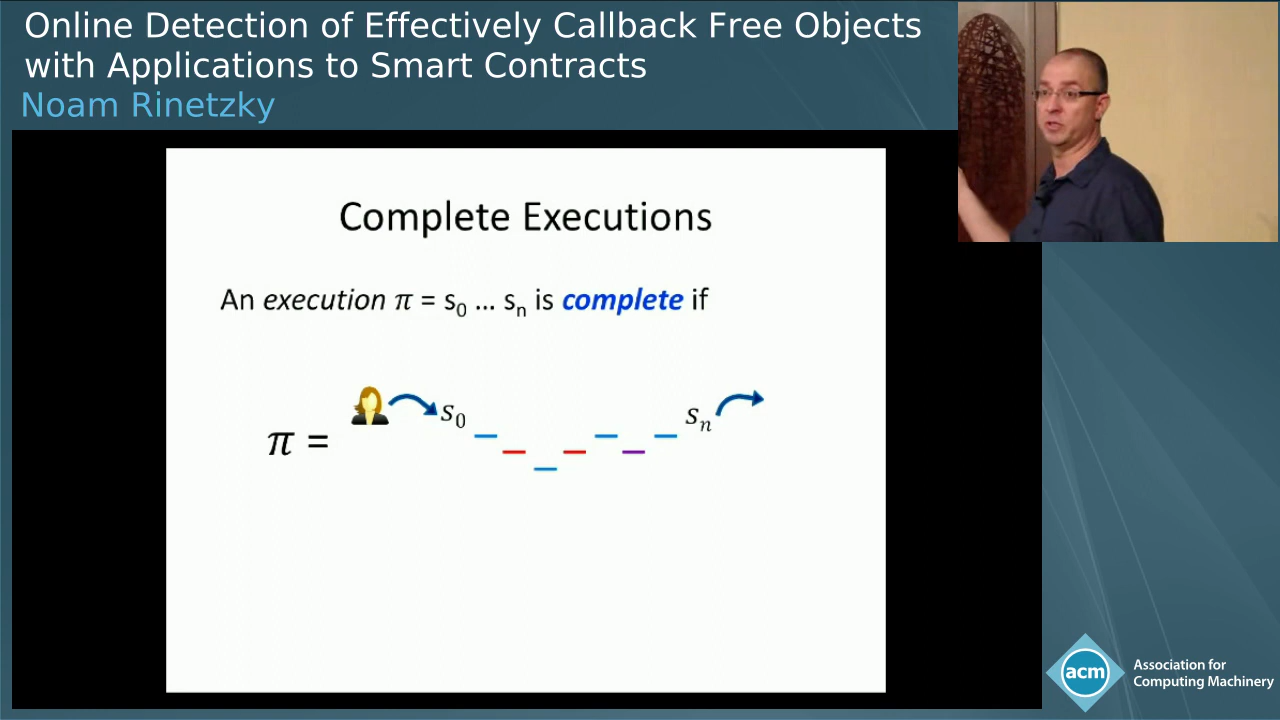 Online Detection of Effectively Callback Free Objects
with Applications to Smart Contracts
Noam Rinetzky
Complete Executions
An execution π = s₀ … sₙ is complete if
π =
s₀
sₙ
acm
Association for
Computing Machinery